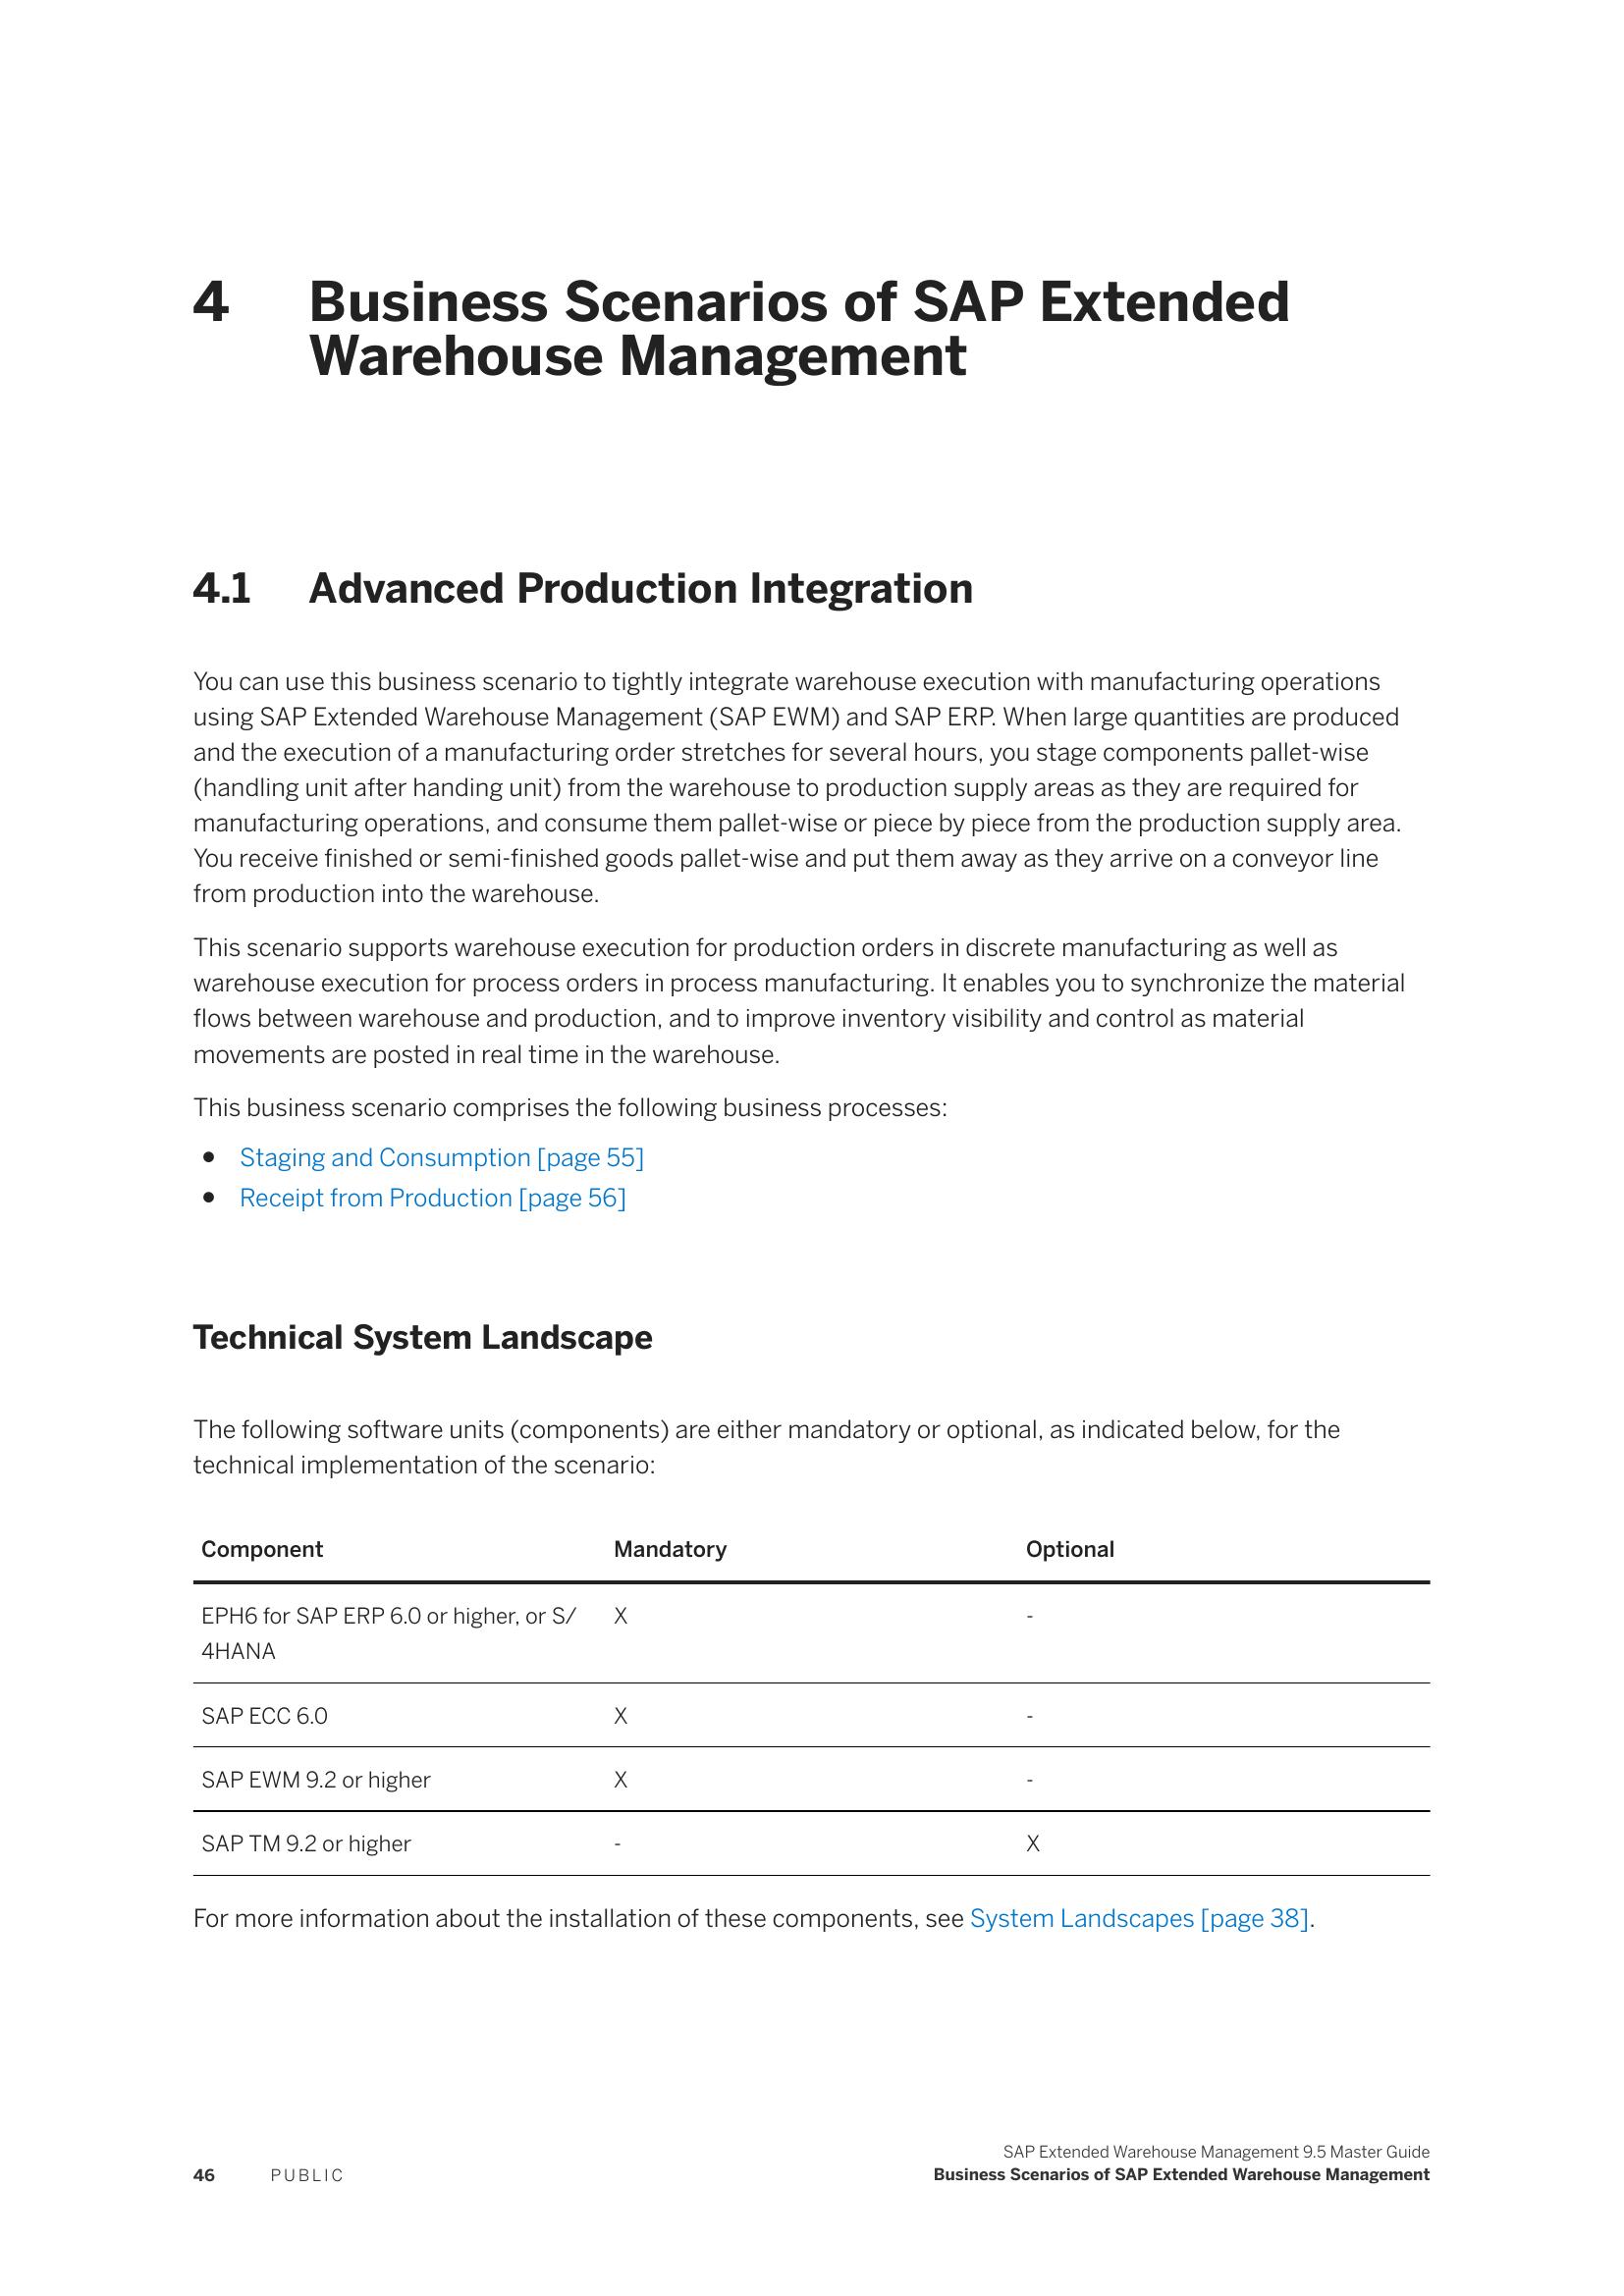 4 Business Scenarios of SAP Extended
Warehouse Management
4.1 Advanced Production Integration
You can use this business scenario to tightly integrate warehouse execution with manufacturing operations
using SAP Extended Warehouse Management (SAP EWM) and SAP ERP. When large quantities are produced
and the execution of a manufacturing order stretches for several hours, you stage components pallet-wise
(handling unit after handing unit) from the warehouse to production supply areas as they are required for
manufacturing operations, and consume them pallet-wise or piece by piece from the production supply area.
You receive finished or semi-finished goods pallet-wise and put them away as they arrive on a conveyor line
from production into the warehouse.
This scenario supports warehouse execution for production orders in discrete manufacturing as well as
warehouse execution for process orders in process manufacturing. It enables you to synchronize the material
flows between warehouse and production, and to improve inventory visibility and control as material
movements are posted in real time in the warehouse.
This business scenario comprises the following business processes:
● Staging and Consumption [page 55]
● Receipt from Production [page 56]
Technical System Landscape
The following software units (components) are either mandatory or optional, as indicated below, for the
technical implementation of the scenario:
Component Mandatory Optional
EPH6 for SAP ERP 6.0 or higher, or S/ X -
4HANA
SAP ECC 6.0 X -
SAP EWM 9.2 or higher X -
SAP TM 9.2 or higher - X
For more information about the installation of these components, see System Landscapes [page 38].
SAP Extended Warehouse Management 9.5 Master Guide
46 PUBLIC Business Scenarios of SAP Extended Warehouse Management